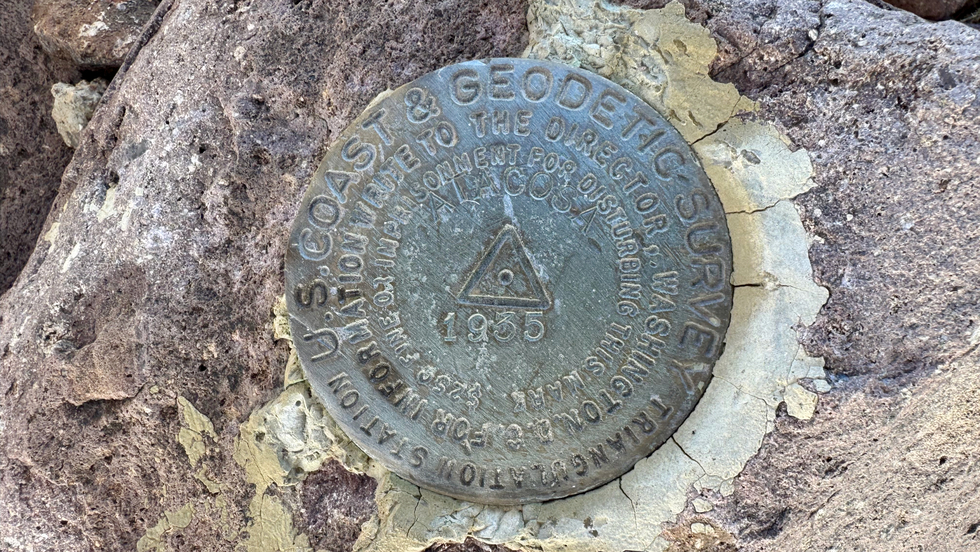 U.S. COAST & GEODETIC SURVEY
TRIANGULATION STATION
FOR INFORMATION WRITE TO THE DIRECTOR, WASHINGTON, D.C.
$250 FINE OR IMPRISONMENT FOR DISTURBING THIS MARK
1935